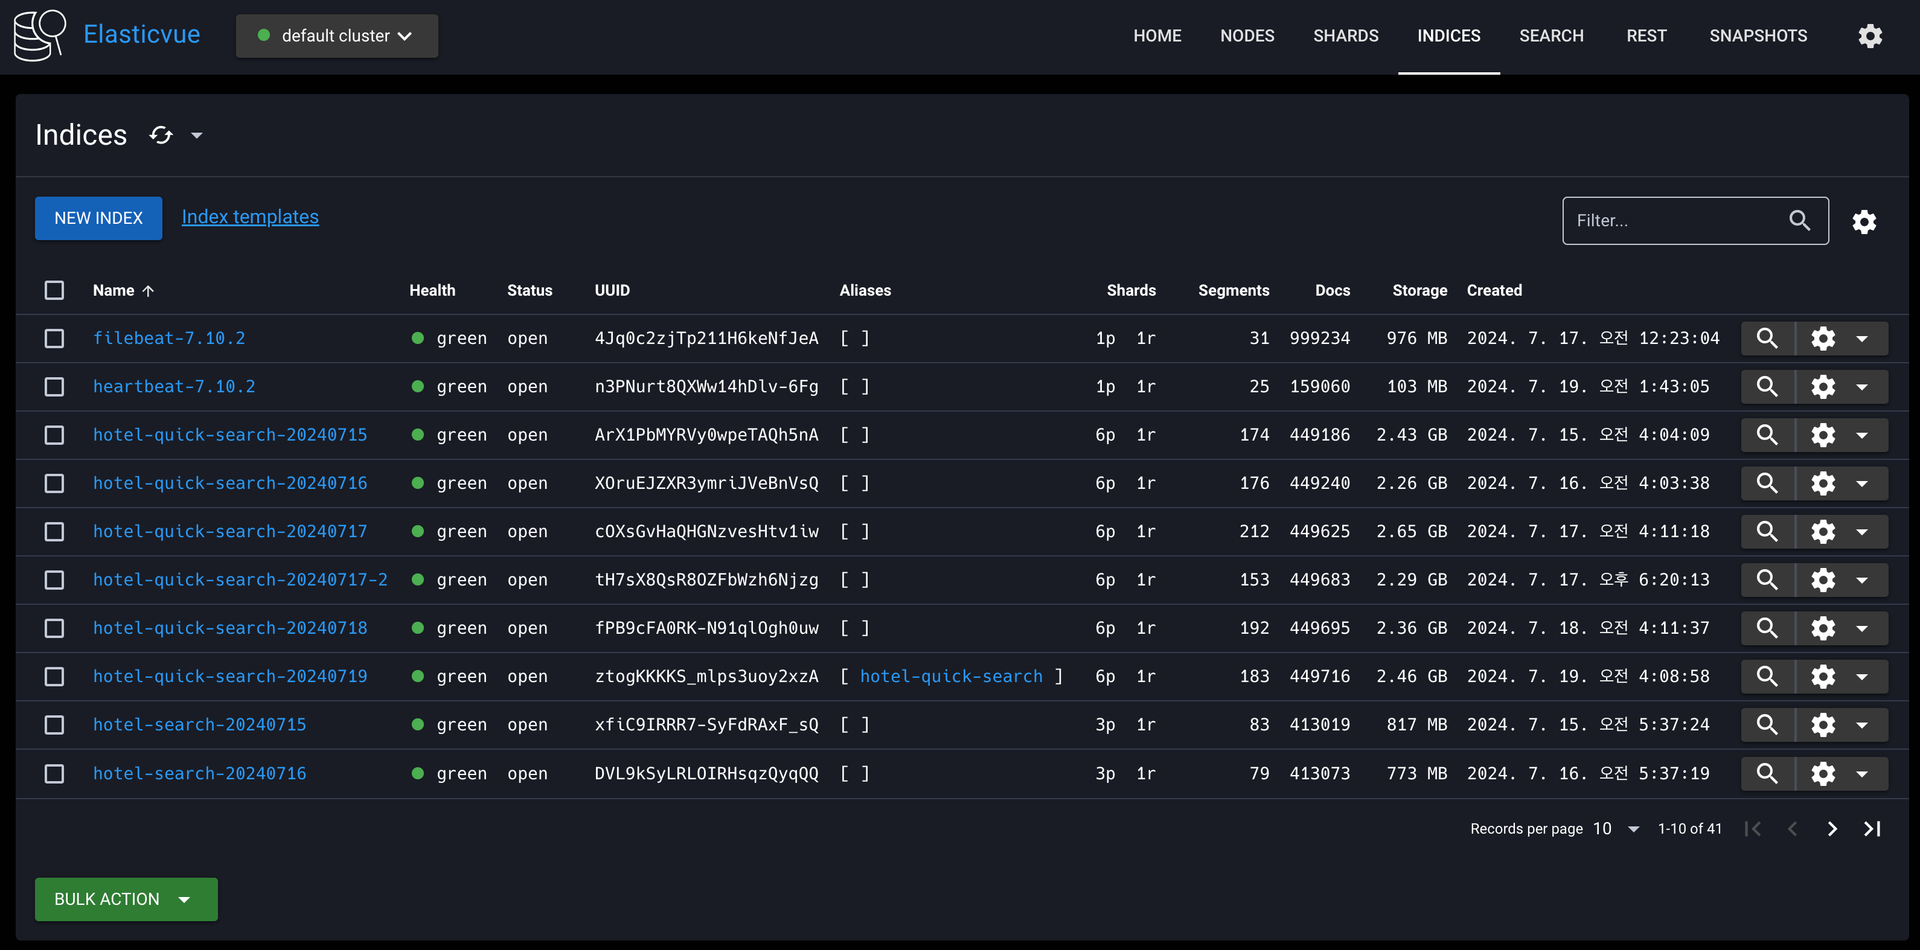 Elasticvue default cluster HOME NODES SHARDS INDICES SEARCH REST SNAPSHOTS
Indices
NEW INDEX Index templates Filter...
Name Health Status UUID Aliases Shards Segments Docs Storage Created
filebeat-7.10.2 green open 4Jq0c2zjTp211H6keNfJeA [ ] 1p 1r 31 999234 976 MB 2024. 7. 17. 오전 12:23:04
heartbeat-7.10.2 green open n3PNurt8QXWw14hDlv-6Fg [ ] 1p 1r 25 159060 103 MB 2024. 7. 19. 오전 1:43:05
hotel-quick-search-20240715 green open ArX1PbMYRVy0wpeTAQh5nA [ ] 6p 1r 174 449186 2.43 GB 2024. 7. 15. 오전 4:04:09
hotel-quick-search-20240716 green open XOruEJZXR3ymriJVeBnVsQ [ ] 6p 1r 176 449240 2.26 GB 2024. 7. 16. 오전 4:03:38
hotel-quick-search-20240717 green open cOXsGvHaQHGNzvesHtv1iw [ ] 6p 1r 212 449625 2.65 GB 2024. 7. 17. 오전 4:11:18
hotel-quick-search-20240717-2 green open tH7sX8QsR8OZFbWzh6Njzg [ ] 6p 1r 153 449683 2.29 GB 2024. 7. 17. 오후 6:20:13
hotel-quick-search-20240718 green open fPB9cFA0RK-N91qlOgh0uw [ ] 6p 1r 192 449695 2.36 GB 2024. 7. 18. 오전 4:11:37
hotel-quick-search-20240719 green open ztogKKKKS_mlps3uoy2xzA [ hotel-quick-search ] 6p 1r 183 449716 2.46 GB 2024. 7. 19. 오전 4:08:58
hotel-search-20240715 green open xfiC9IRRR7-SyFdRAxF_sQ [ ] 3p 1r 83 413019 817 MB 2024. 7. 15. 오전 5:37:24
hotel-search-20240716 green open DVL9kSyLRLOIRHsqzQyqQQ [ ] 3p 1r 79 413073 773 MB 2024. 7. 16. 오전 5:37:19
Records per page 10 1-10 of 41
BULK ACTION